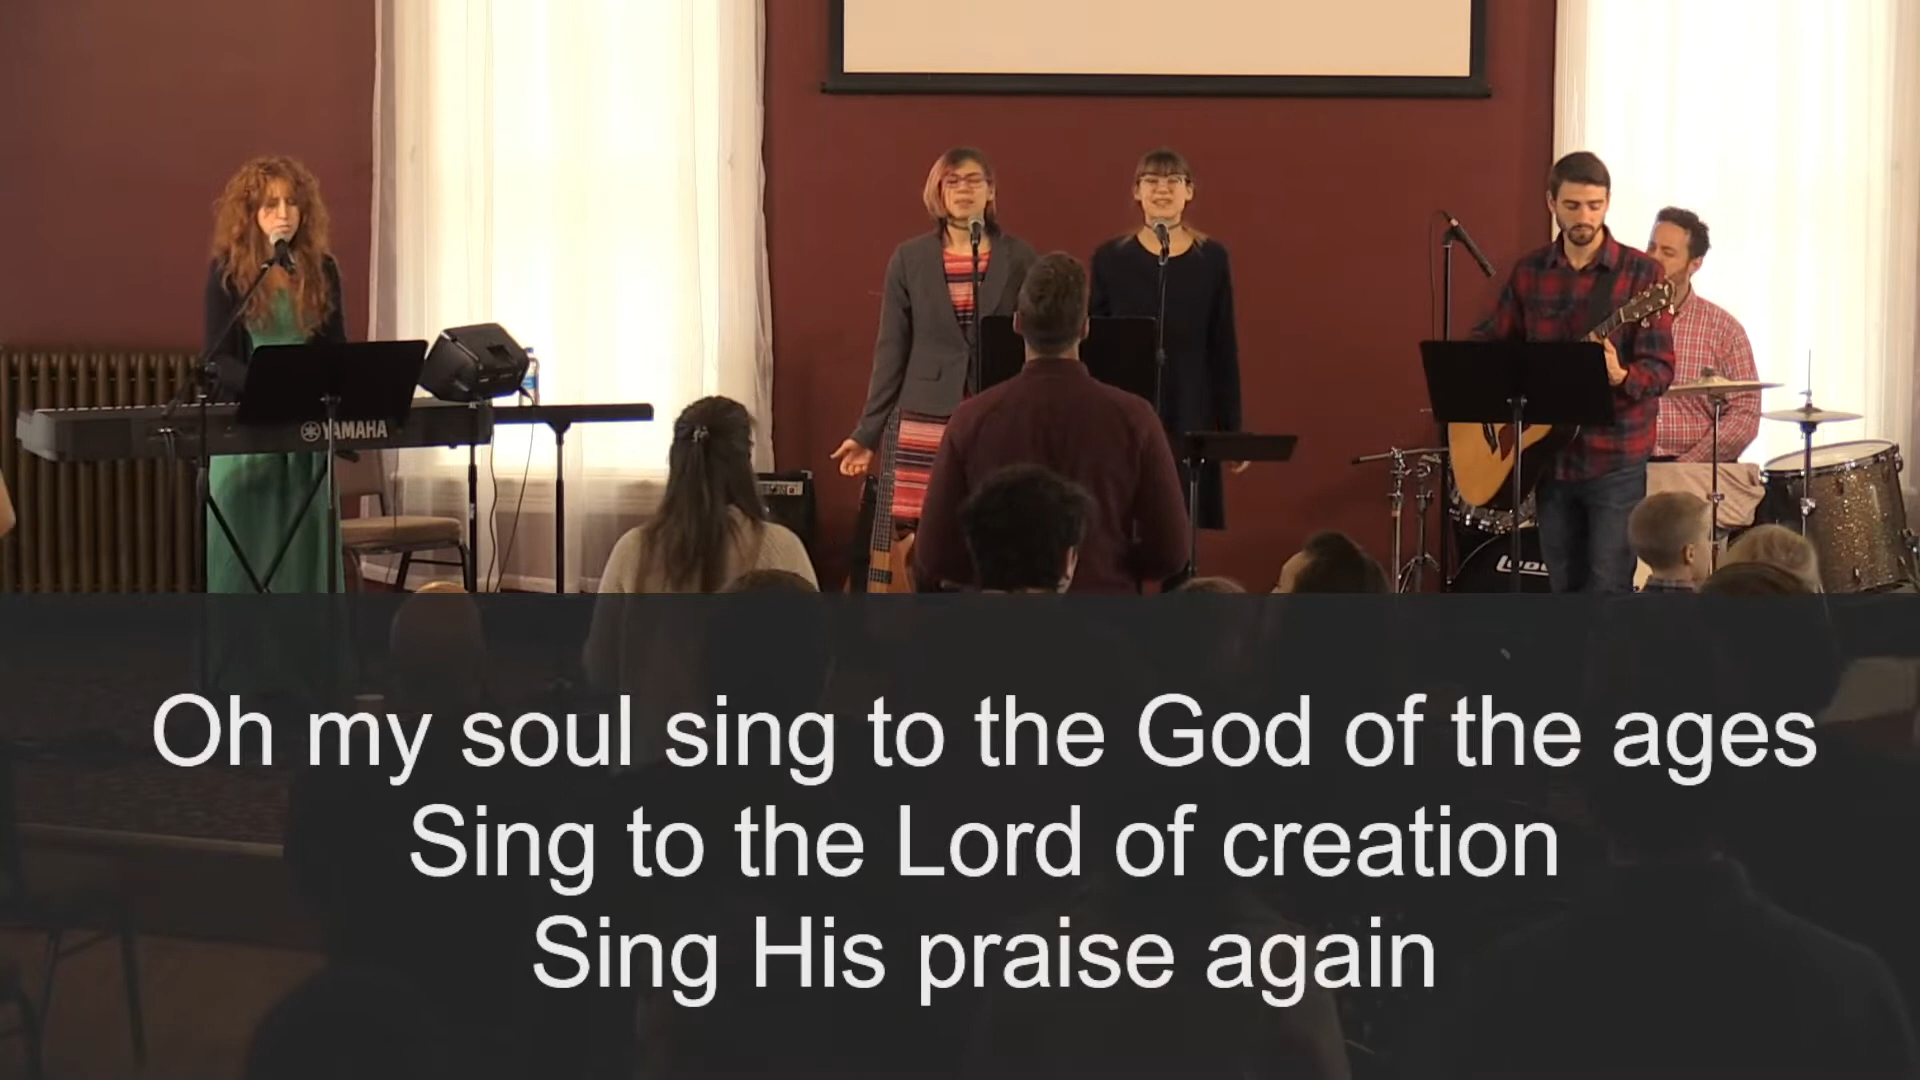 YAMAHA
Oh my soul sing to the God of the ages
Sing to the Lord of creation
Sing His praise again